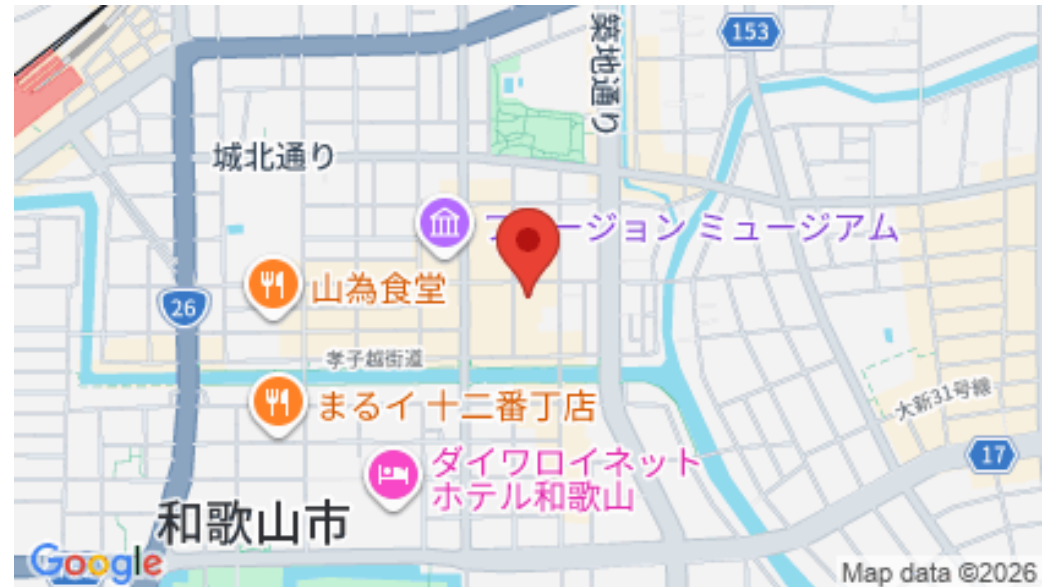 153
築地通り
城北通り
フージョン ミュージアム
山為食堂
26
孝子越街道
まるイ 十二番丁店
大新31号線
17
ダイワロイネット
ホテル和歌山
和歌山市
Google
Map data ©2026